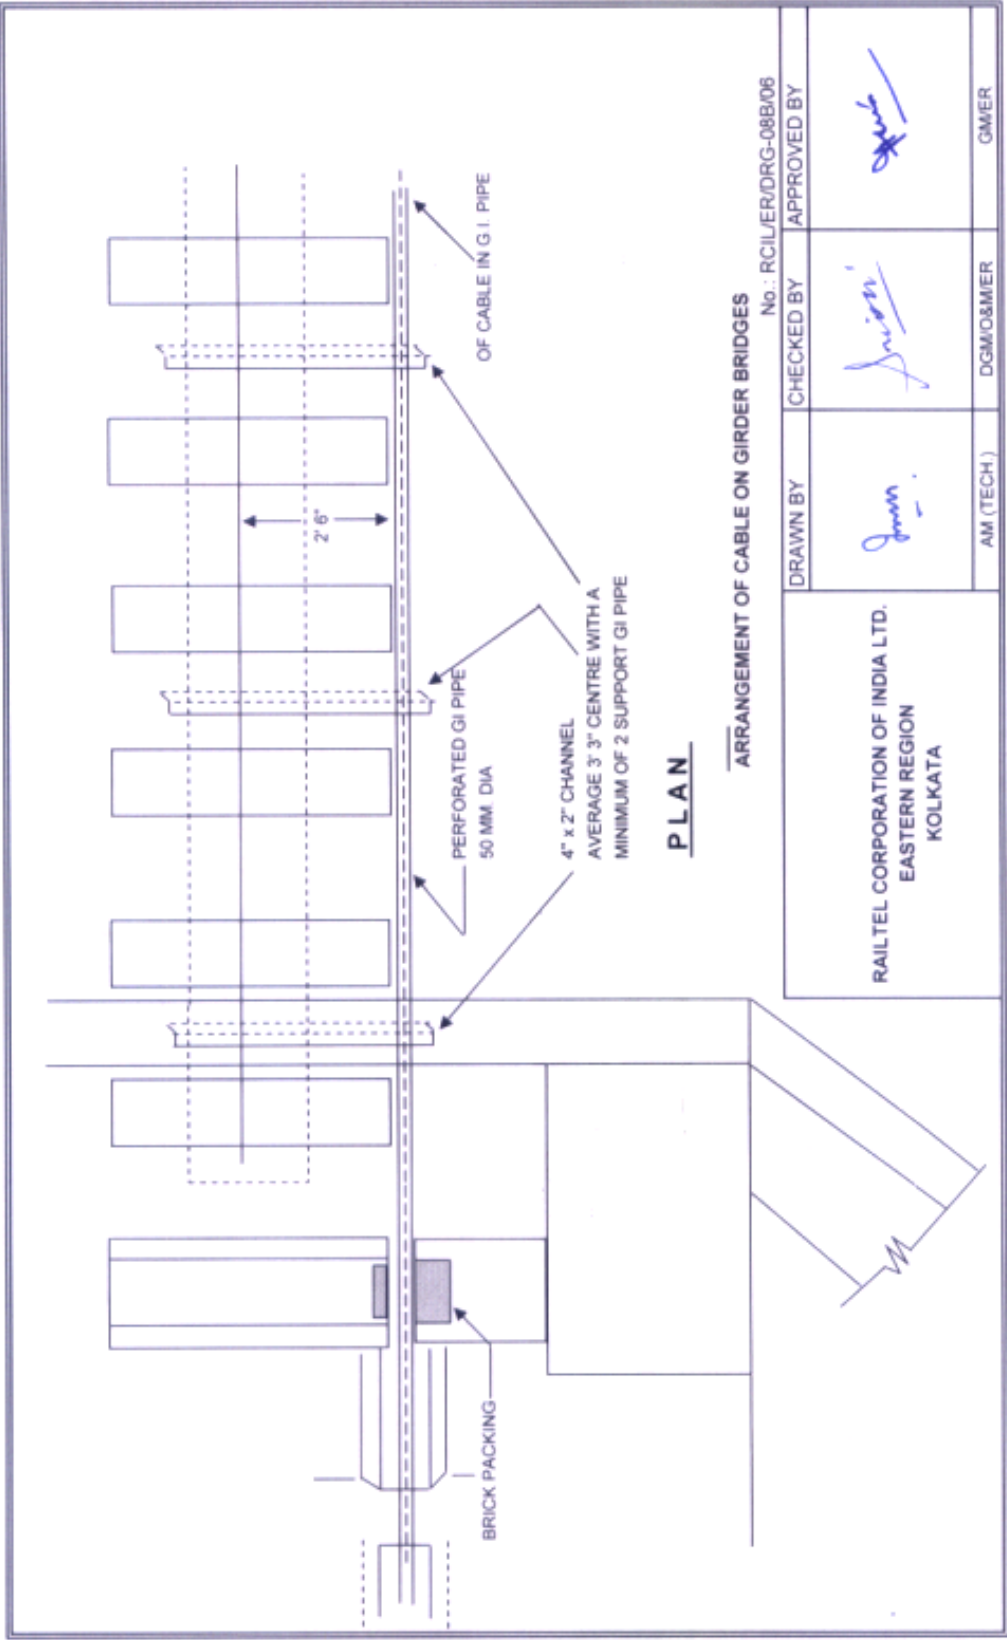 2' 6"
OF CABLE IN G.I. PIPE
PERFORATED GI PIPE
50 MM. DIA
4" x 2" CHANNEL
AVERAGE 3' 3" CENTRE WITH A
MINIMUM OF 2 SUPPORT GI PIPE
BRICK PACKING
PLAN
ARRANGEMENT OF CABLE ON GIRDER BRIDGES
No.: RCIL/ER/DRG-08B/06
RAILTEL CORPORATION OF INDIA LTD.
EASTERN REGION
KOLKATA
DRAWN BY
CHECKED BY
APPROVED BY
AM (TECH.)
DGM/O&M/ER
GM/ER